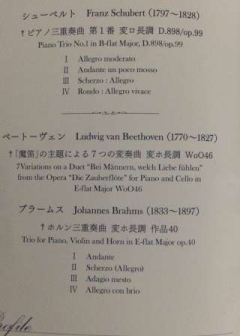 シューベルト Franz Schubert (1797～1828)
†ピアノ三重奏曲 第1番 変ロ長調 D.898/op.99
Piano Trio No.1 in B-flat Major, D.898/op.99
I Allegro moderato
II Andante un poco mosso
III Scherzo : Allegro
IV Rondo : Allegro vivace
ベートーヴェン Ludwig van Beethoven (1770～1827)
†「魔笛」の主題による7つの変奏曲 変ホ長調 WoO46
7Variations on a Duet "Bei Männern, welch Liebe fühlen"
from the Opera "Die Zauberflöte" for Piano and Cello in
E-flat Major WoO46
ブラームス Johannes Brahms (1833～1897)
†ホルン三重奏曲 変ホ長調 作品40
Trio for Piano, Violin and Horn in E-flat Major op.40
I Andante
II Scherzo (Allegro)
III Adagio mesto
IV Allegro con brio
Profile